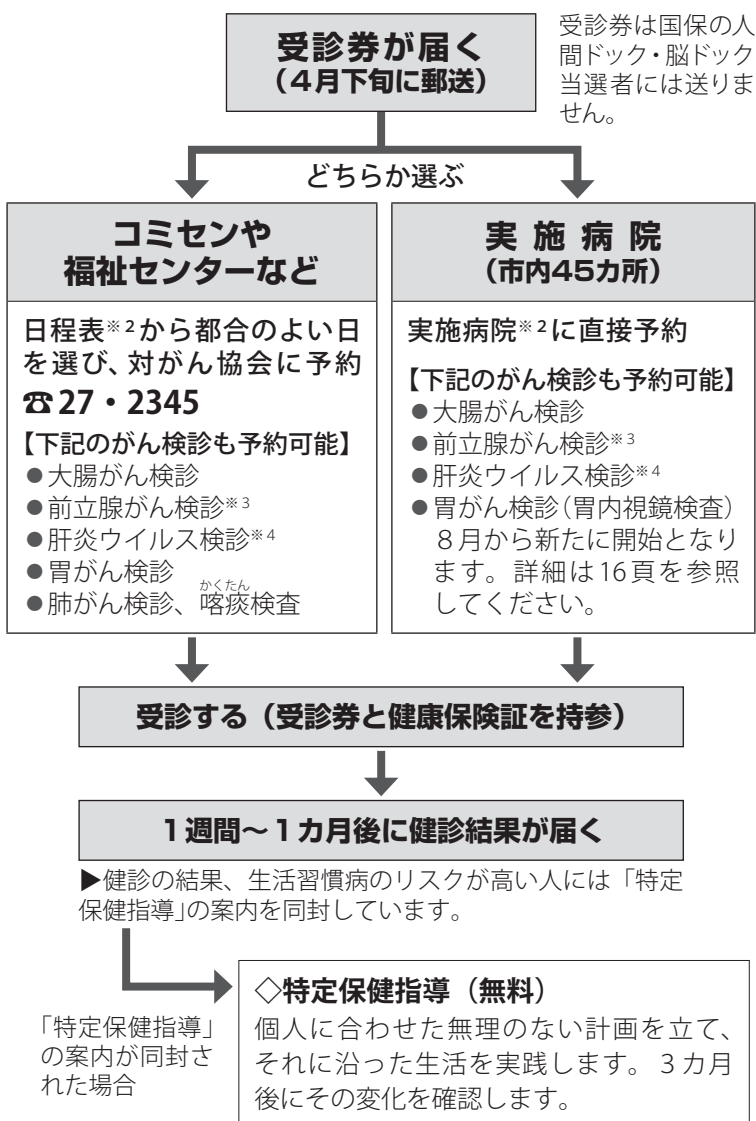 受診券が届く
(4月下旬に郵送)
受診券は国保の人
間ドック・脳ドック
当選者には送りま
せん。
どちらか選ぶ
コミセンや
福祉センターなど
日程表※2から都合のよい日
を選び、対がん協会に予約
☎27・2345
【下記のがん検診も予約可能】
●大腸がん検診
●前立腺がん検診※3
●肝炎ウイルス検診※4
●胃がん検診
かくたん
●肺がん検診、喀痰検査
実施病院
(市内45カ所)
実施病院※2に直接予約
【下記のがん検診も予約可能】
●大腸がん検診
●前立腺がん検診※3
●肝炎ウイルス検診※4
●胃がん検診(胃内視鏡検査)
8月から新たに開始となり
ます。詳細は16頁を参照
してください。
受診する(受診券と健康保険証を持参)
1週間~1カ月後に健診結果が届く
▶健診の結果、生活習慣病のリスクが高い人には「特定
保健指導」の案内を同封しています。
「特定保健指導」
の案内が同封さ
れた場合
◇特定保健指導(無料)
個人に合わせた無理のない計画を立て、
それに沿った生活を実践します。3カ月
後にその変化を確認します。